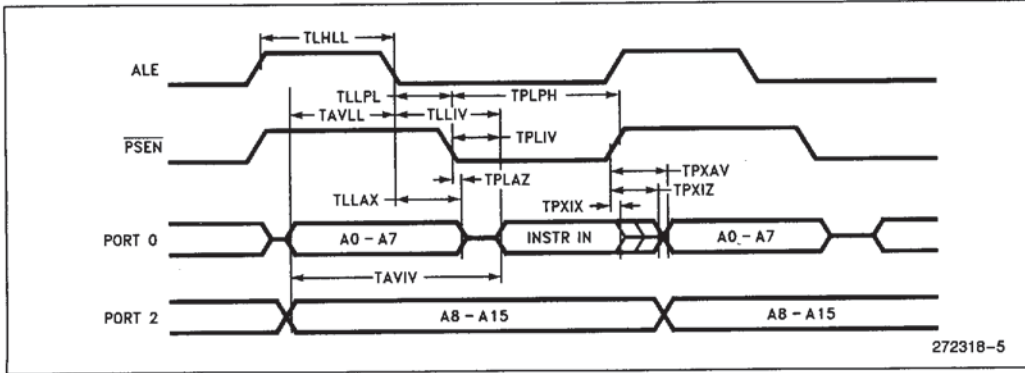 TLHLL
ALE
TLLPL
TPLPH
TAVLL
TLLIV
PSEN
TPLIV
TPXAV
TPLAZ
TPXIZ
TLLAX
TPXIX
PORT 0
A0 - A7
INSTR IN
A0 - A7
TAVIV
PORT 2
A8 - A15
A8 - A15
272318-5